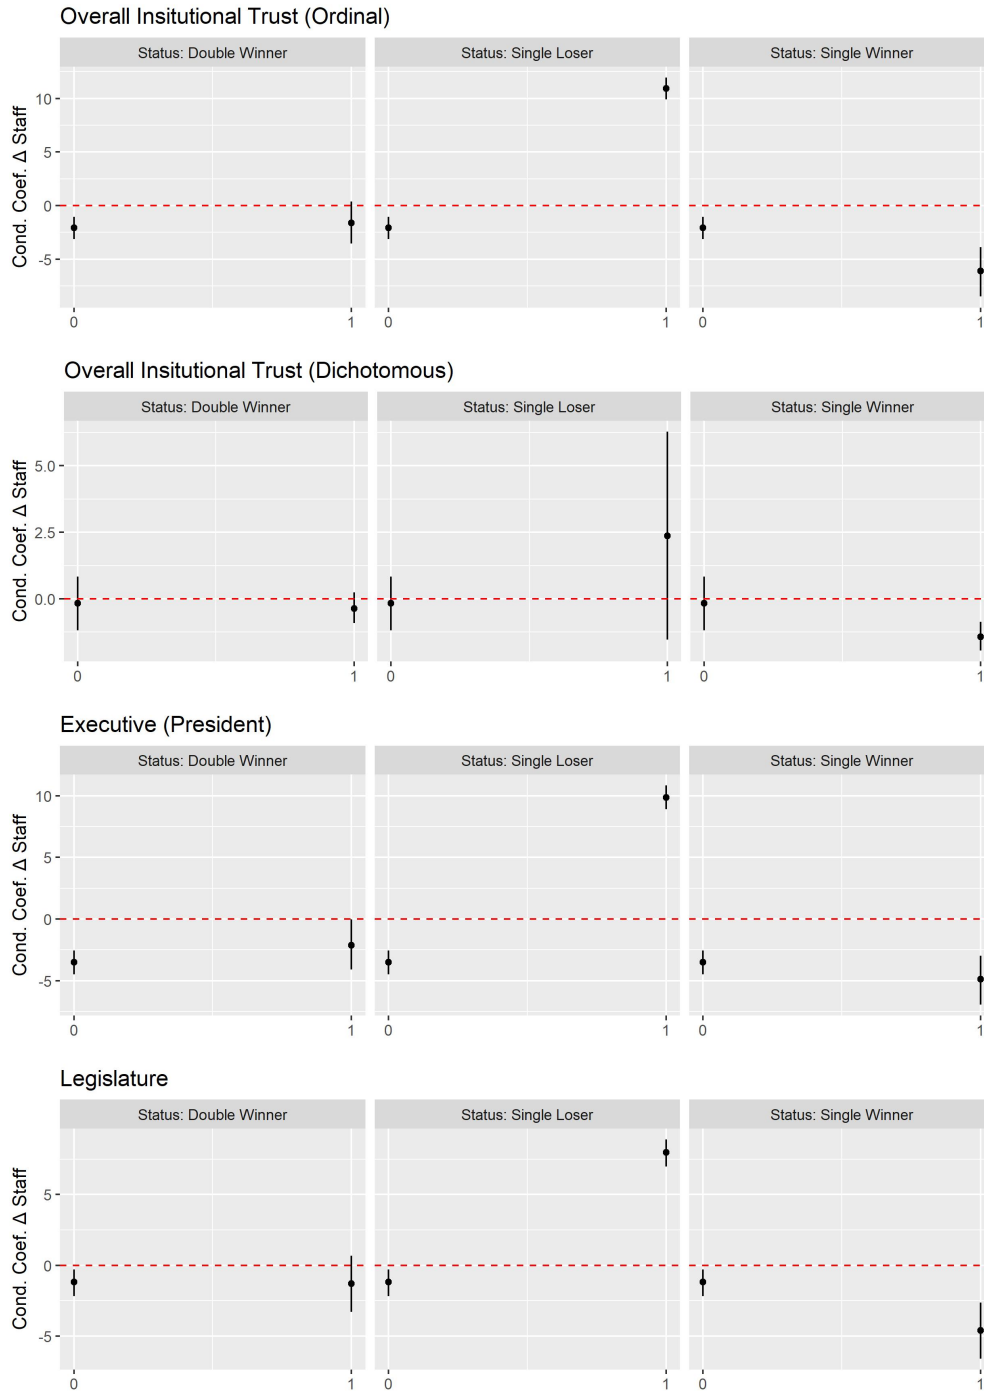 Overall Insitutional Trust (Ordinal)
Status: Double Winner
Status: Single Loser
Status: Single Winner
Cond. Coef. Δ Staff
10
5
0
-5
0
1
0
1
0
1
Overall Insitutional Trust (Dichotomous)
Status: Double Winner
Status: Single Loser
Status: Single Winner
Cond. Coef. Δ Staff
5.0
2.5
0.0
0
1
0
1
0
1
Executive (President)
Status: Double Winner
Status: Single Loser
Status: Single Winner
Cond. Coef. Δ Staff
10
5
0
-5
0
1
0
1
0
1
Legislature
Status: Double Winner
Status: Single Loser
Status: Single Winner
Cond. Coef. Δ Staff
5
0
-5
0
1
0
1
0
1